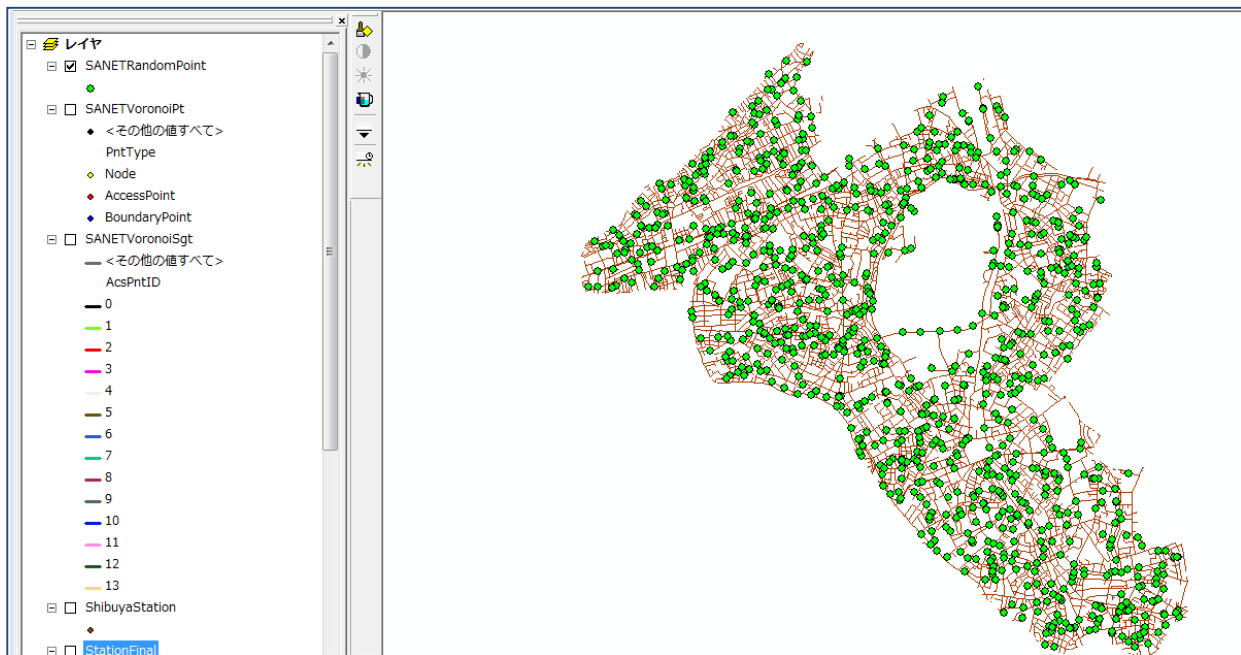 レイヤ
SANETRandomPoint
SANETVoronoiPt
<その他の値すべて>
PntType
Node
AccessPoint
BoundaryPoint
SANETVoronoiSgt
<その他の値すべて>
AcsPntID
0
1
2
3
4
5
6
7
8
9
10
11
12
13
ShibuyaStation
StationFinal